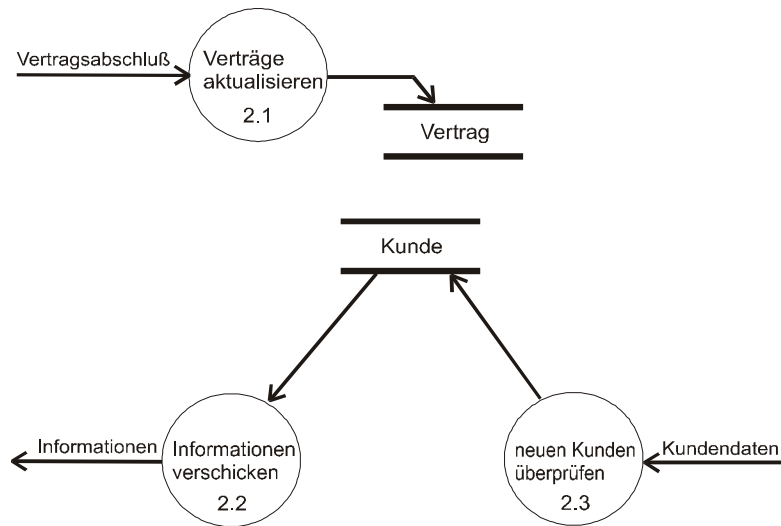 Vertragsabschluß
Verträge
aktualisieren
2.1
Vertrag
Kunde
Informationen
Informationen
verschicken
2.2
neuen Kunden
überprüfen
2.3
Kundendaten